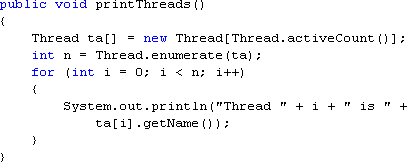 public void printThreads()
{
    Thread ta[] = new Thread[Thread.activeCount()];
    int n = Thread.enumerate(ta);
    for (int i = 0; i < n; i++)
    {
        System.out.println("Thread " + i + " is " +
            ta[i].getName());
    }
}